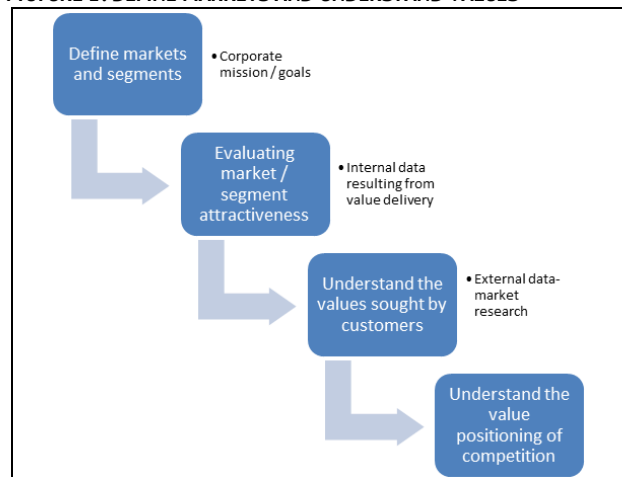 Define markets
and segments
• Corporate
mission / goals
Evaluating
market /
segment
attractiveness
• Internal data
resulting from
value delivery
Understand the
values sought by
customers
• External data-
market
research
Understand the
value
positioning of
competition